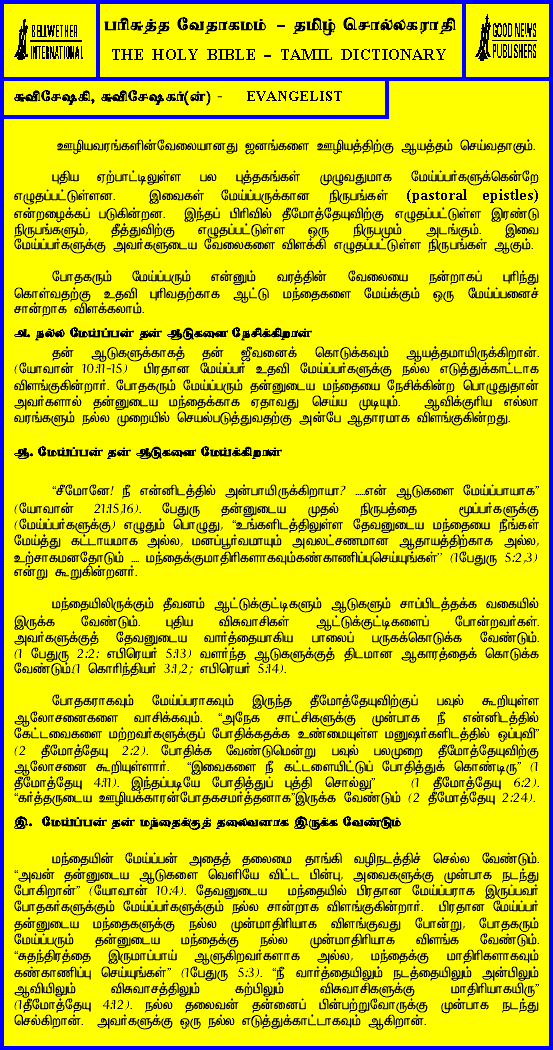 BELLWETHER
INTERNATIONAL
பரிசுத்த வேதாகமம் – தமிழ் சொல்லகராதி
THE HOLY BIBLE – TAMIL DICTIONARY
GOOD NEWS
PUBLISHERS
சுவிசேஷகி, சுவிசேஷகர்(ன்) - EVANGELIST
ஊழியவரங்களின்வேலையானது ஜனங்களை ஊழியத்திற்கு ஆயத்தம் செய்வதாகும்.
புதிய ஏற்பாட்டிலுள்ள பல புத்தகங்கள் முழுவதுமாக மேய்ப்பர்களுக்கென்றே
எழுதப்பட்டுள்ளன. இவைகள் மேய்ப்பருக்கான நிருபங்கள் (pastoral epistles)
என்றழைக்கப் படுகின்றன. இந்தப் பிரிவில் தீமோத்தேயுவிற்கு எழுதப்பட்டுள்ள இரண்டு
நிருபங்களும், தீத்துவிற்கு எழுதப்பட்டுள்ள ஒரு நிருபமும் அடங்கும். இவை
மேய்ப்பர்களுக்கு அவர்களுடைய வேலைகளை விளக்கி எழுதப்பட்டுள்ள நிருபங்கள் ஆகும்.
போதகரும் மேய்ப்பரும் என்னும் வரத்தின் வேலையை நன்றாகப் புரிந்து
கொள்வதற்கு உதவி புரிவதற்காக ஆட்டு மந்தைகளை மேய்க்கும் ஒரு மேய்ப்பனைச்
சான்றாக விளக்கலாம்.
அ. நல்ல மேய்ப்பன் தன் ஆடுகளை நேசிக்கிறான்
தன் ஆடுகளுக்காகத் தன் ஜீவனைக் கொடுக்கவும் ஆயத்தமாயிருக்கிறான்.
(யோவான் 10:11-15) பிரதான மேய்ப்பர் உதவி மேய்ப்பர்களுக்கு நல்ல எடுத்துக்காட்டாக
விளங்குகின்றார். போதகரும் மேய்ப்பரும் தன்னுடைய மந்தையை நேசிக்கின்ற பொழுதுதான்
அவர்களால் தன்னுடைய மந்தைக்காக ஏதாவது செய்ய முடியும். ஆவிக்குரிய எல்லா
வரங்களும் நல்ல முறையில் செயல்படுத்துவதற்கு அன்பே ஆதாரமாக விளங்குகின்றது.
ஆ. மேய்ப்பன் தன் ஆடுகளை மேய்க்கிறான்
“சீமோனே! நீ என்னிடத்தில் அன்பாயிருக்கிறாயா? ....என் ஆடுகளை மேய்ப்பாயாக”
(யோவான் 21:15,16). பேதுரு தன்னுடைய முதல் நிருபத்தை மூப்பர்களுக்கு
(மேய்ப்பர்களுக்கு) எழுதும் பொழுது, “உங்களிடத்திலுள்ள தேவனுடைய மந்தையை நீங்கள்
மேய்த்து கட்டாயமாக அல்ல, மனப்பூர்வமாயும் அவலட்சணமான ஆதாயத்திற்காக அல்ல,
உற்சாகமனதோடும் .... மந்தைக்குமாதிரிகளாகவும்கண்காணிப்புசெய்யுங்கள்” (1பேதுரு 5:2,3)
என்று கூறுகின்றனர்.
மந்தையிலிருக்கும் தீவனம் ஆட்டுக்குட்டிகளும் ஆடுகளும் சாப்பிடத்தக்க வகையில்
இருக்க வேண்டும். புதிய விசுவாசிகள் ஆட்டுக்குட்டிகளைப் போன்றவர்கள்.
அவர்களுக்குத் தேவனுடைய வார்த்தையாகிய பாலைப் பருகக்கொடுக்க வேண்டும்.
(1 பேதுரு 2:2: எபிரெயர் 5:13) வளர்ந்த ஆடுகளுக்குத் திடமான ஆகாரத்தைக் கொடுக்க
வேண்டும்.(1 கொரிந்தியர் 3:1,2; எபிரெயர் 5:14).
போதகராகவும் மேய்ப்பராகவும் இருந்த தீமோத்தேயுவிற்குப் பவுல் கூறியுள்ள
ஆலோசனைகளை வாசிக்கவும். “அநேக சாட்சிகளுக்கு முன்பாக நீ என்னிடத்தில்
கேட்டவைகளை மற்றவர்களுக்குப் போதிக்கதக்க உண்மையுள்ள மனுஷர்களிடத்தில் ஒப்புவி”
(2 தீமோத்தேயு 2:2). போதிக்க வேண்டுமென்று பவுல் பலமுறை தீமோத்தேயுவிற்கு
ஆலோசனை கூறியுள்ளார். “இவைகளை நீ கட்டளையிட்டுப் போதித்துக் கொண்டிரு” (1
தீமோத்தேயு 4:11). இந்தப்படியே போதித்துப் புத்தி சொல்லு” (1 தீமோத்தேயு 6:2).
“கர்த்தருடைய ஊழியக்காரன்போதகசமர்த்தனாக”இருக்க வேண்டும் (2 தீமோத்தேயு 2:24).
இ. மேய்ப்பன் தன் மந்தைக்குத் தலைவனாக இருக்க வேண்டும்
மந்தையின் மேய்ப்பன் அதைத் தலைமை தாங்கி வழிநடத்திச் செல்ல வேண்டும்.
“அவன் தன்னுடைய ஆடுகளை வெளியே விட்ட பின்பு, அவைகளுக்கு முன்பாக நடந்து
போகிறான்” (யோவான் 10:4). தேவனுடைய மந்தையில் பிரதான மேய்ப்பராக இருப்பவர்
போதகர்களுக்கும் மேய்ப்பர்களுக்கும் நல்ல சான்றாக விளங்குகின்றார். பிரதான மேய்ப்பர்
தன்னுடைய மந்தைகளுக்கு நல்ல முன்மாதிரியாக விளங்குவது போன்று, போதகரும்
மேய்ப்பரும் தன்னுடைய மந்தைக்கு நல்ல முன்மாதிரியாக விளங்க வேண்டும்.
“சுதந்திரத்தை இருமாப்பாய் ஆளுகிறவர்களாக அல்ல, மந்தைக்கு மாதிரிகளாகவும்
கண்காணிப்பு செய்யுங்கள்” (1பேதுரு 5:3). “நீ வார்த்தையிலும் நடத்தையிலும் அன்பிலும்
ஆவியிலும் விசுவாசத்திலும் கற்பிலும் விசுவாசிகளுக்கு மாதிரியாகயிரு”
(1தீமோத்தேயு 4:12). நல்ல தலைவன் தன்னைப் பின்பற்றுவோருக்கு முன்பாக நடந்து
செல்கிறான். அவர்களுக்கு ஒரு நல்ல எடுத்துக்காட்டாகவும் ஆகிறான்.